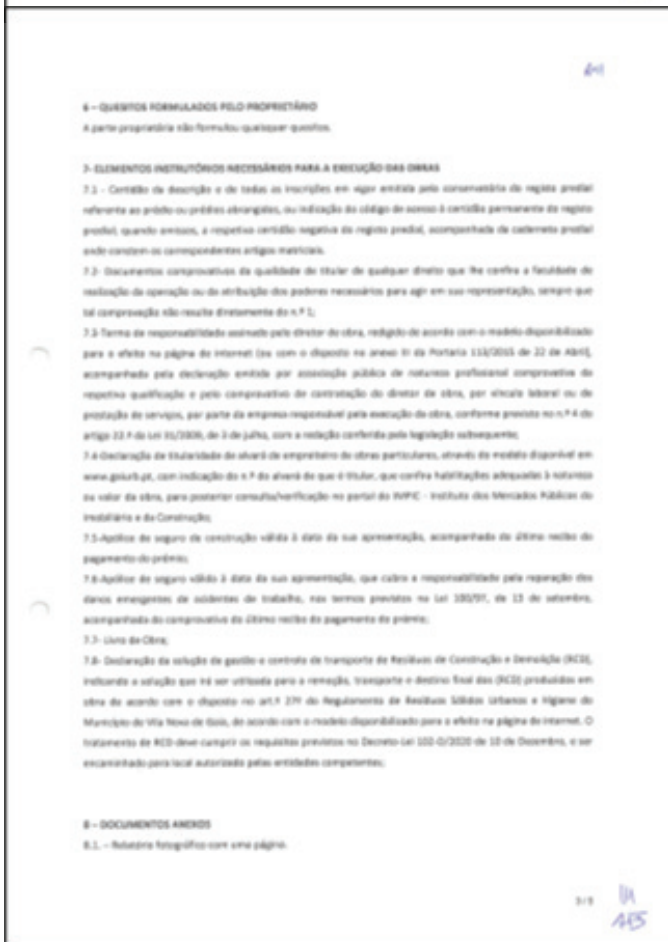 6 – QUESITOS FORMULADOS PELO PROPRIETÁRIO
A parte proprietária não formulou quaisquer quesitos.
7- ELEMENTOS INSTRUTÓRIOS NECESSÁRIOS PARA A EXECUÇÃO DAS OBRAS
7.1 - Certidão da descrição e de todas as inscrições em vigor emitida pela conservatória do registo predial
referente ao prédio ou prédios abrangidos, ou indicação do código de acesso à certidão permanente do registo
predial; quando omissos, a respetiva certidão negativa do registo predial, acompanhada da caderneta predial
onde constem os correspondentes artigos matriciais.
7.2- Documentos comprovativos da qualidade de titular de qualquer direito que lhe confira a faculdade de
realização da operação ou da atribuição dos poderes necessários para agir em sua representação, sempre que
tal comprovação não resulte diretamente do n.º 1;
7.3-Termo de responsabilidade assinado pelo diretor de obra, redigido de acordo com o modelo disponibilizado
para o efeito na página de internet (ou com o disposto no anexo III da Portaria 113/2015 de 22 de Abril),
acompanhada pela declaração emitida por associação pública de natureza profissional comprovativa da
respetiva qualificação e pelo comprovativo de contratação do diretor de obra, por vínculo laboral ou de
prestação de serviços, por parte da empresa responsável pela execução da obra, conforme previsto no n.º 4 do
artigo 22.º da Lei 31/2009, de 3 de julho, com a redação conferida pela legislação subsequente;
7.4-Declaração de titularidade de alvará de empreiteiro de obras particulares, através do modelo disponível em
www.gaiurb.pt, com indicação do n.º do alvará de que é titular, que confira habilitações adequadas à natureza
ou valor da obra, para posterior consulta/verificação no portal do IMPIC - Instituto dos Mercados Públicos do
Imobiliário e da Construção;
7.5-Apólice de seguro de construção válida à data da sua apresentação, acompanhada do último recibo do
pagamento do prémio;
7.6-Apólice de seguro válido à data da sua apresentação, que cubra a responsabilidade pela reparação dos
danos emergentes de acidentes de trabalho, nos termos previstos na Lei 100/97, de 13 de setembro,
acompanhada do comprovativo do último recibo do pagamento do prémio;
7.7- Livro de Obra;
7.8- Declaração da solução de gestão e controlo de transporte de Resíduos de Construção e Demolição (RCD),
indicando a solução que irá ser utilizada para a remoção, transporte e destino final dos (RCD) produzidos em
obra de acordo com o disposto no art.º 27º do Regulamento de Resíduos Sólidos Urbanos e Higiene do
Município de Vila Nova de Gaia, de acordo com o modelo disponibilizado para o efeito na página de internet. O
tratamento de RCD deve cumprir os requisitos previstos no Decreto-Lei 102-D/2020 de 10 de Dezembro, e ser
encaminhado para local autorizado pelas entidades competentes;
8 – DOCUMENTOS ANEXOS
8.1. – Relatório fotográfico com uma página.